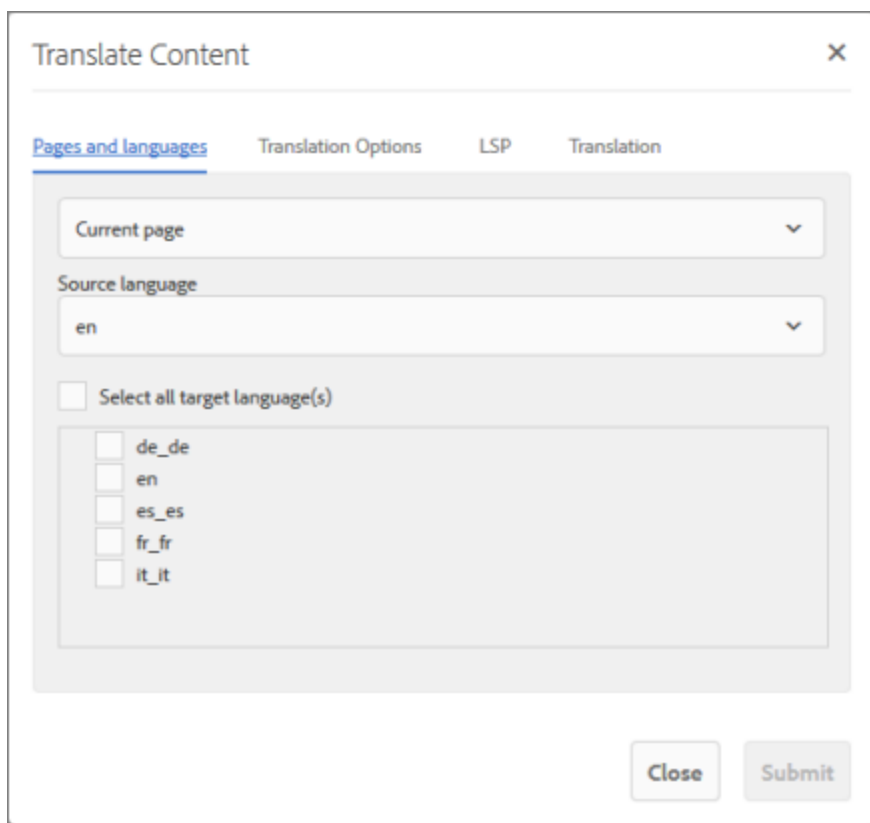 Translate Content
Pages and languages Translation Options LSP Translation
Current page
Source language
en
Select all target language(s)
de_de
en
es_es
fr_fr
it_it
Close Submit